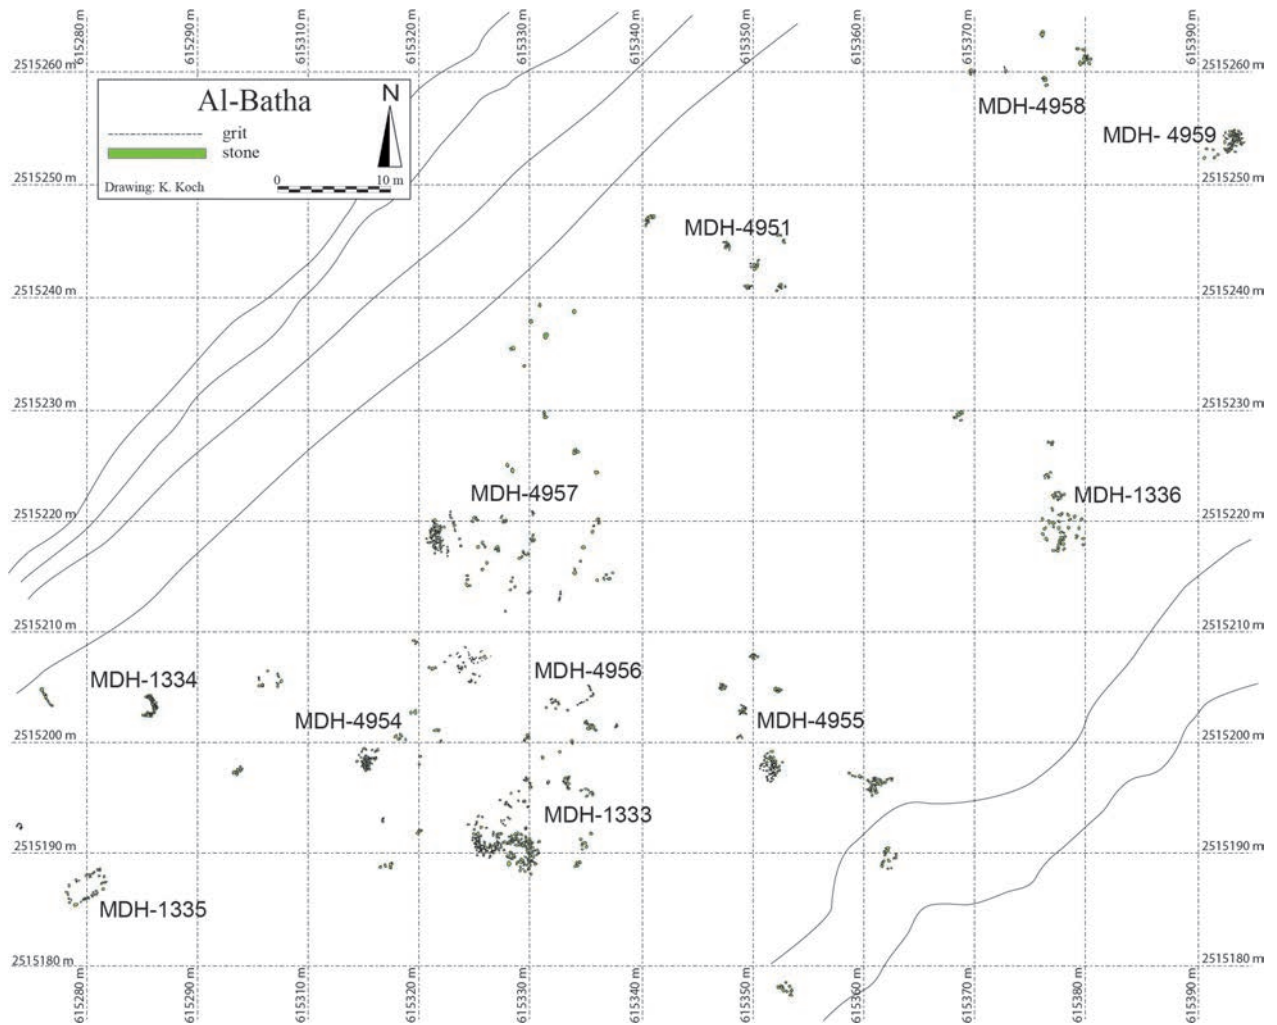 615280 m
615290 m
615310 m
615320 m
615330 m
615340 m
615350 m
615360 m
615370 m
615390 m
2515260 m
2515260 m
Al-Batha
N
grit
stone
Drawing: K. Koch
0
10 m
MDH-4958
MDH- 4959
2515250 m
2515250 m
MDH-4951
2515240 m
2515240 m
2515230 m
2515230 m
MDH-4957
MDH-1336
2515220 m
2515220 m
2515210 m
2515210 m
MDH-1334
MDH-4956
MDH-4954
MDH-4955
2515200 m
2515200 m
MDH-1333
2515190 m
2515190 m
MDH-1335
2515180 m
2515180 m
615280 m
615290 m
615310 m
615320 m
615330 m
615340 m
615350 m
615360 m
615370 m
615380 m
615390 m